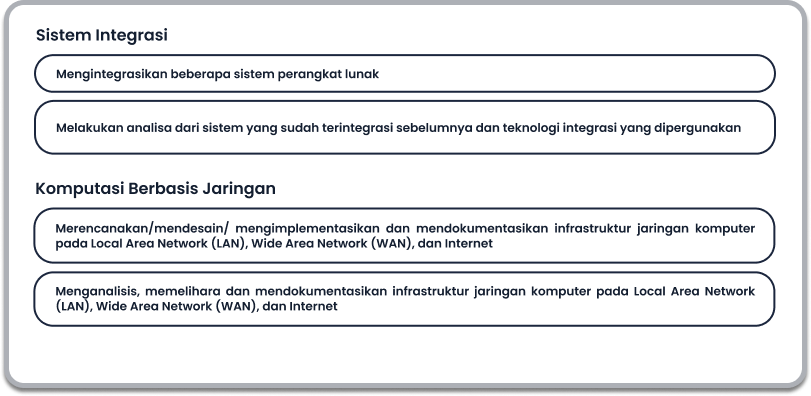 Sistem Integrasi
Mengintegrasikan beberapa sistem perangkat lunak
Melakukan analisa dari sistem yang sudah terintegrasi sebelumnya dan teknologi integrasi yang dipergunakan
Komputasi Berbasis Jaringan
Merencanakan/mendesain/ mengimplementasikan dan mendokumentasikan infrastruktur jaringan komputer
pada Local Area Network (LAN), Wide Area Network (WAN), dan Internet
Menganalisis, memelihara dan mendokumentasikan infrastruktur jaringan komputer pada Local Area Network
(LAN), Wide Area Network (WAN), dan Internet